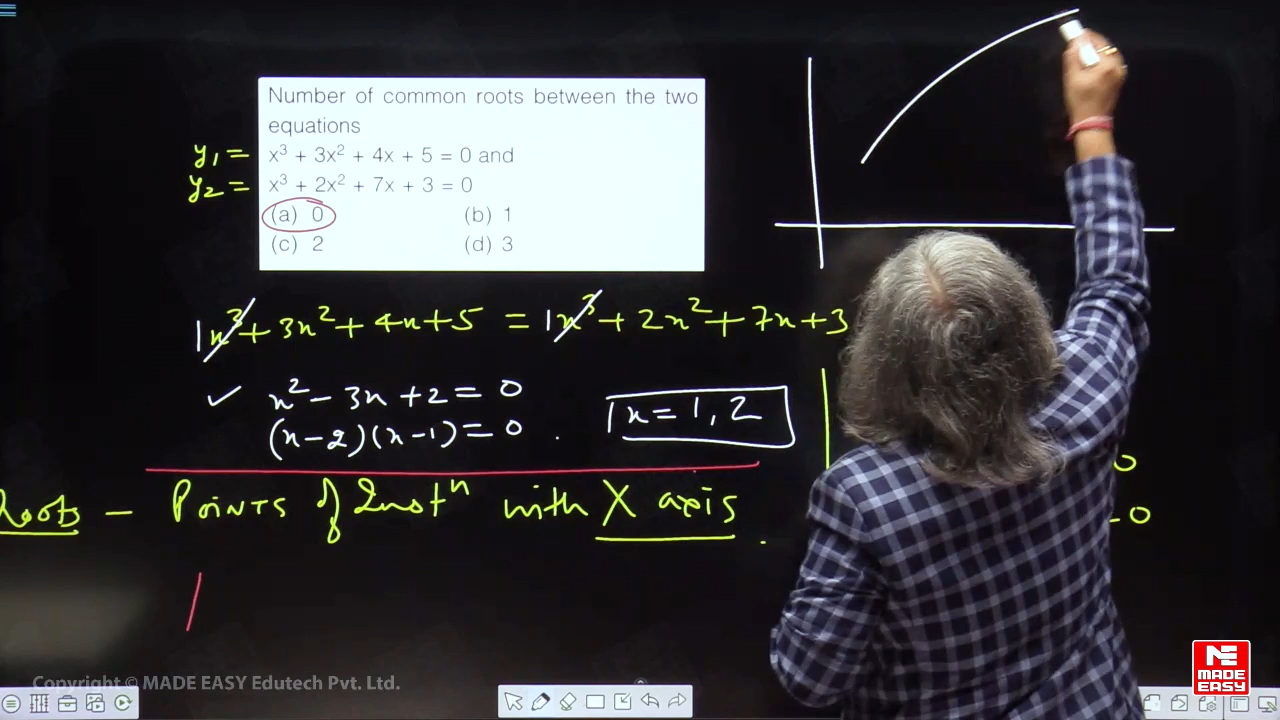 Number of common roots between the two
equations
y₁ = x³ + 3x² + 4x + 5 = 0 and
y₂ = x³ + 2x² + 7x + 3 = 0
(a) 0 (b) 1
(c) 2 (d) 3
1x³ + 3x² + 4x + 5 = 1x³ + 2x² + 7x + 3
✓ x² - 3x + 2 = 0
(x-2)(x-1) = 0 . x = 1, 2
Roots - Points of Instⁿ with X axis .
Copyright © MADE EASY Edutech Pvt. Ltd.
ME
MADE
EASY